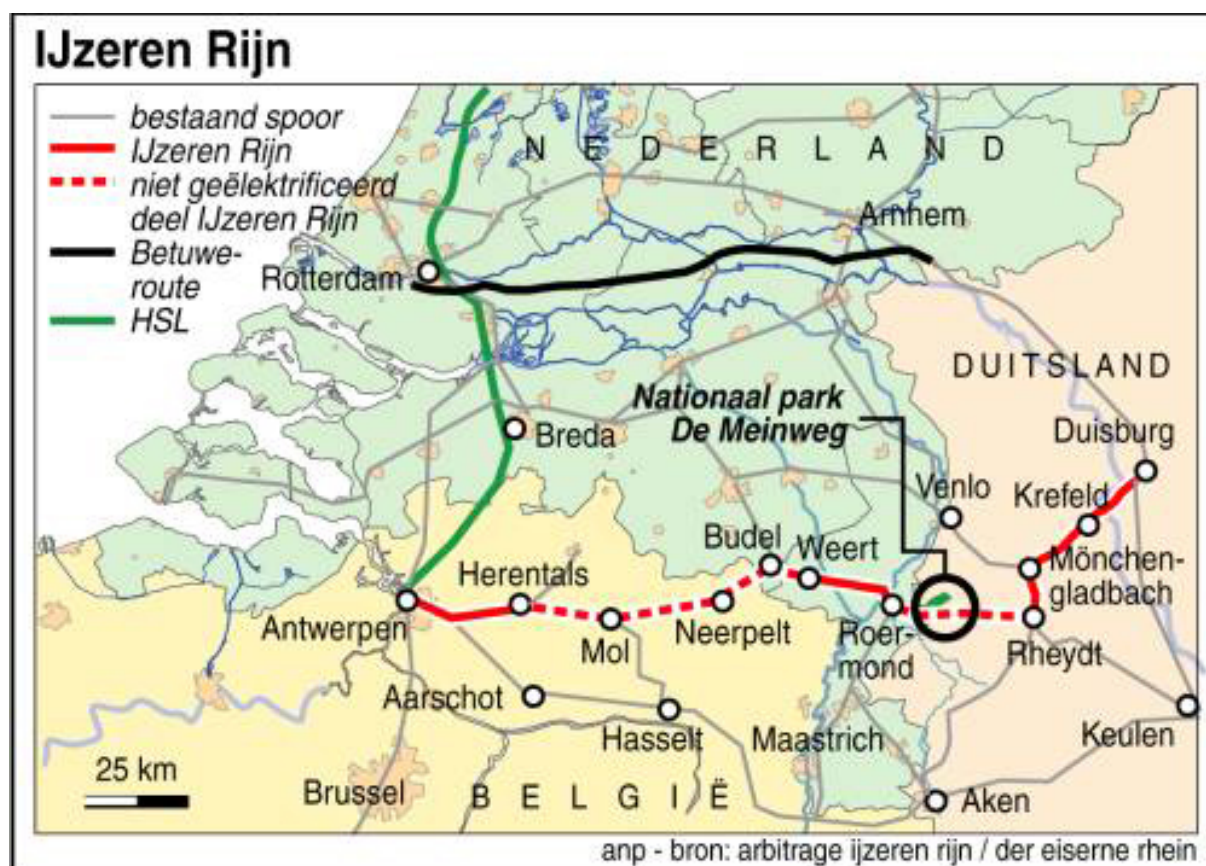 IJzeren Rijn
bestaand spoor
IJzeren Rijn
niet geëlektrificeerd
deel IJzeren Rijn
Betuwe-
route
HSL
NEDERLAND
Arnhem
Rotterdam
DUITSLAND
Nationaal park
De Meinweg
Breda
Duisburg
Venlo
Krefeld
Budel
Weert
Mönchen-
gladbach
Herentals
Antwerpen
Mol
Neerpelt
Roer-
mond
Rheydt
Aarschot
Hasselt
Maastrich
Keulen
25 km
Brussel
BELGIË
Aken
anp - bron: arbitrage ijzeren rijn / der eiserne rhein